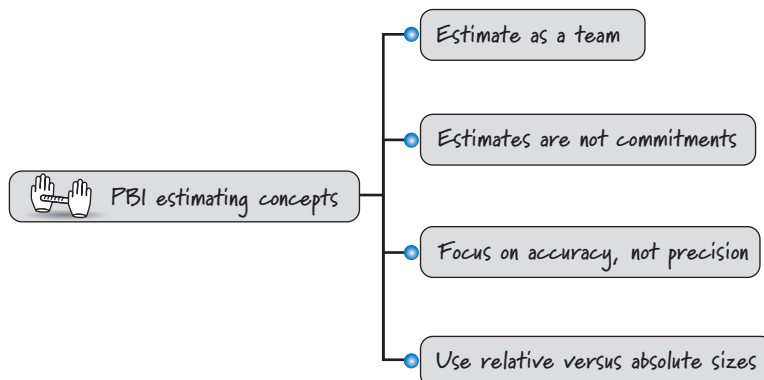 Estimate as a team
Estimates are not commitments
PBI estimating concepts
Focus on accuracy, not precision
Use relative versus absolute sizes